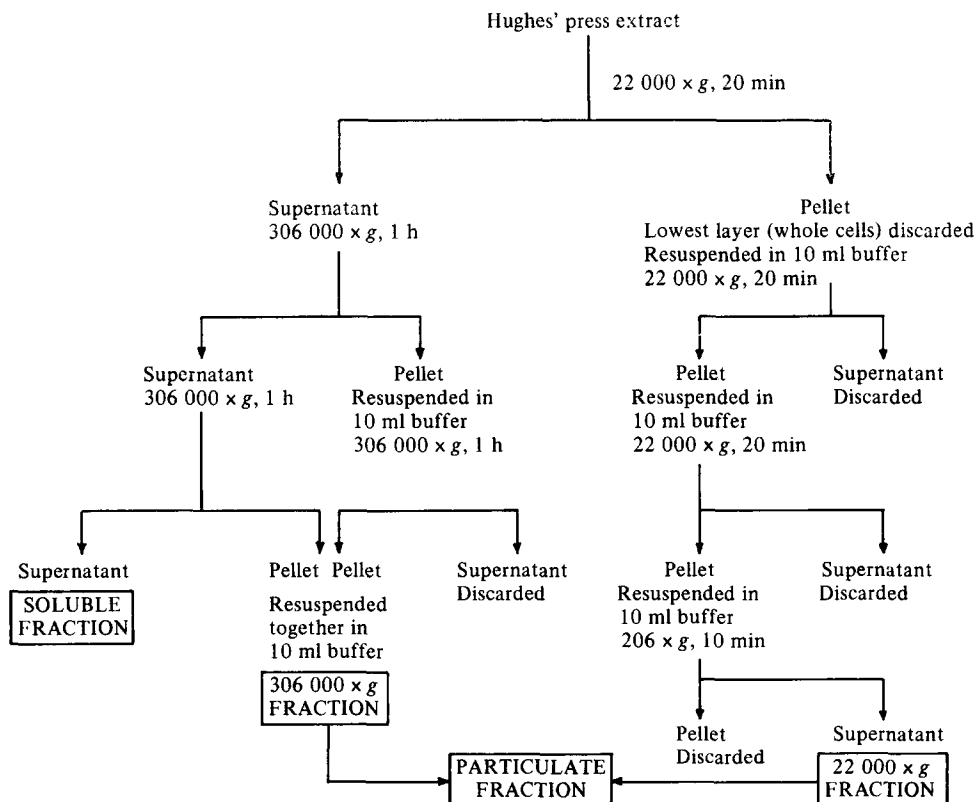 Hughes' press extract
22 000 × g, 20 min
Supernatant
306 000 × g, 1 h
Pellet
Lowest layer (whole cells) discarded
Resuspended in 10 ml buffer
22 000 × g, 20 min
Supernatant
306 000 × g, 1 h
Pellet
Resuspended in
10 ml buffer
306 000 × g, 1 h
Pellet
Resuspended in
10 ml buffer
22 000 × g, 20 min
Supernatant
Discarded
Supernatant
SOLUBLE
FRACTION
Pellet Pellet
Resuspended
together in
10 ml buffer
306 000 × g
FRACTION
Supernatant
Discarded
Pellet
Resuspended in
10 ml buffer
206 × g, 10 min
Supernatant
Discarded
Pellet
Discarded
Supernatant
22 000 × g
FRACTION
PARTICULATE
FRACTION